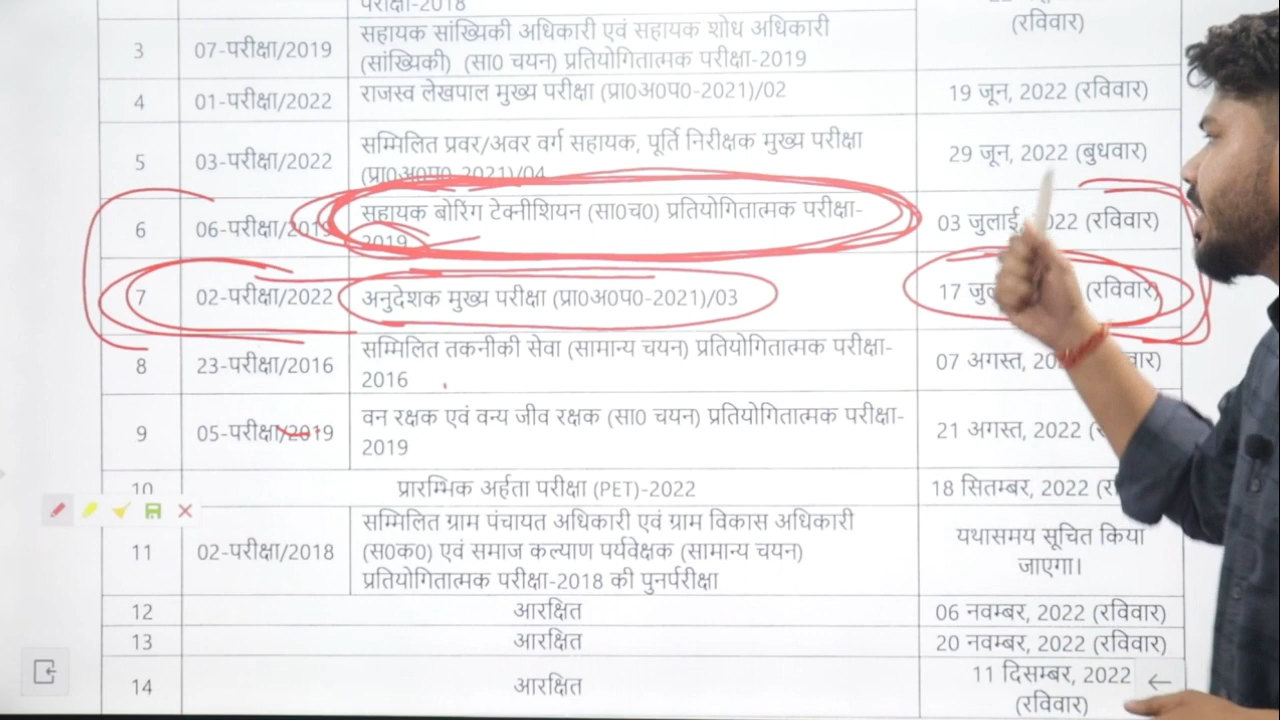 परीक्षा-2018
3 07-परीक्षा/2019 सहायक सांख्यिकी अधिकारी एवं सहायक शोध अधिकारी
(सांख्यिकी) (सा0 चयन) प्रतियोगितात्मक परीक्षा-2019
(रविवार)
4 01-परीक्षा/2022 राजस्व लेखपाल मुख्य परीक्षा (प्रा0अ0प0-2021)/02 19 जून, 2022 (रविवार)
5 03-परीक्षा/2022 सम्मिलित प्रवर/अवर वर्ग सहायक, पूर्ति निरीक्षक मुख्य परीक्षा
(प्रा0अ0प0-2021)/04
29 जून, 2022 (बुधवार)
6 06-परीक्षा/2019 सहायक बोरिंग टेक्नीशियन (सा0च0) प्रतियोगितात्मक परीक्षा-
2019
03 जुलाई, 2022 (रविवार)
7 02-परीक्षा/2022 अनुदेशक मुख्य परीक्षा (प्रा0अ0प0-2021)/03 17 (रविवार)
8 23-परीक्षा/2016 सम्मिलित तकनीकी सेवा (सामान्य चयन) प्रतियोगितात्मक परीक्षा-
2016
07 अगस्त,
9 05-परीक्षा/2019 वन रक्षक एवं वन्य जीव रक्षक (सा0 चयन) प्रतियोगितात्मक परीक्षा-
2019
21 अगस्त, 2022
10 प्रारम्भिक अर्हता परीक्षा (PET)-2022 18 सितम्बर, 2022
11 02-परीक्षा/2018 सम्मिलित ग्राम पंचायत अधिकारी एवं ग्राम विकास अधिकारी
(स0क0) एवं समाज कल्याण पर्यवेक्षक (सामान्य चयन)
प्रतियोगितात्मक परीक्षा-2018 की पुनर्परीक्षा
यथासमय सूचित किया
जाएगा।
12 आरक्षित 06 नवम्बर, 2022 (रविवार)
13 आरक्षित 20 नवम्बर, 2022 (रविवार)
14 आरक्षित 11 दिसम्बर, 2022
(रविवार)